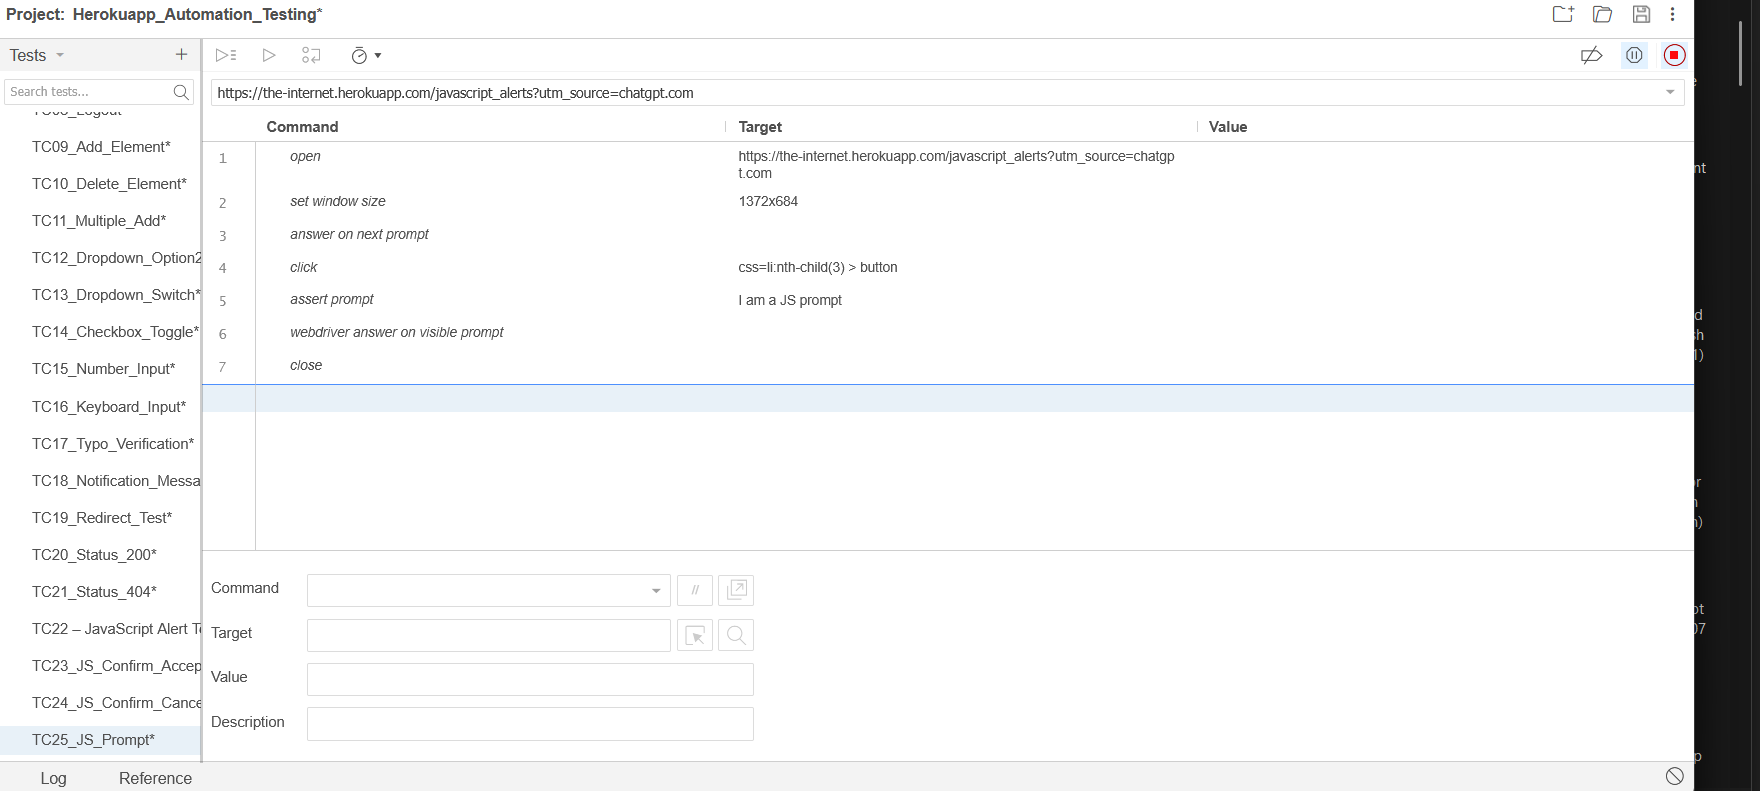 Project: Herokuapp_Automation_Testing*
Tests
Search tests...
TC09_Add_Element*
TC10_Delete_Element*
TC11_Multiple_Add*
TC12_Dropdown_Option2
TC13_Dropdown_Switch*
TC14_Checkbox_Toggle*
TC15_Number_Input*
TC16_Keyboard_Input*
TC17_Typo_Verification*
TC18_Notification_Messa
TC19_Redirect_Test*
TC20_Status_200*
TC21_Status_404*
TC22 – JavaScript Alert Te
TC23_JS_Confirm_Accep
TC24_JS_Confirm_Cance
TC25_JS_Prompt*
https://the-internet.herokuapp.com/javascript_alerts?utm_source=chatgpt.com
Command Target Value
1 open https://the-internet.herokuapp.com/javascript_alerts?utm_source=chatgp
t.com
2 set window size 1372x684
3 answer on next prompt
4 click css=li:nth-child(3) > button
5 assert prompt I am a JS prompt
6 webdriver answer on visible prompt
7 close
Command
//
Target
Value
Description
Log Reference